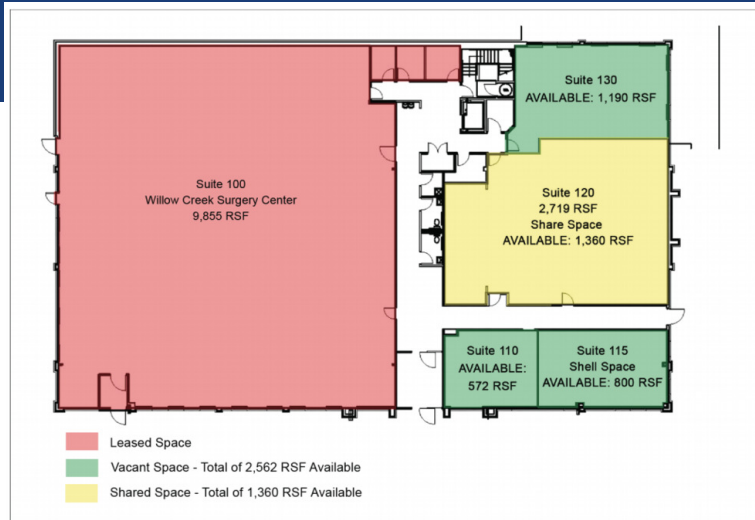 Suite 130
AVAILABLE: 1,190 RSF
Suite 100
Willow Creek Surgery Center
9,855 RSF
Suite 120
2,719 RSF
Share Space
AVAILABLE: 1,360 RSF
Suite 110
AVAILABLE:
572 RSF
Suite 115
Shell Space
AVAILABLE: 800 RSF
Leased Space
Vacant Space - Total of 2,562 RSF Available
Shared Space - Total of 1,360 RSF Available